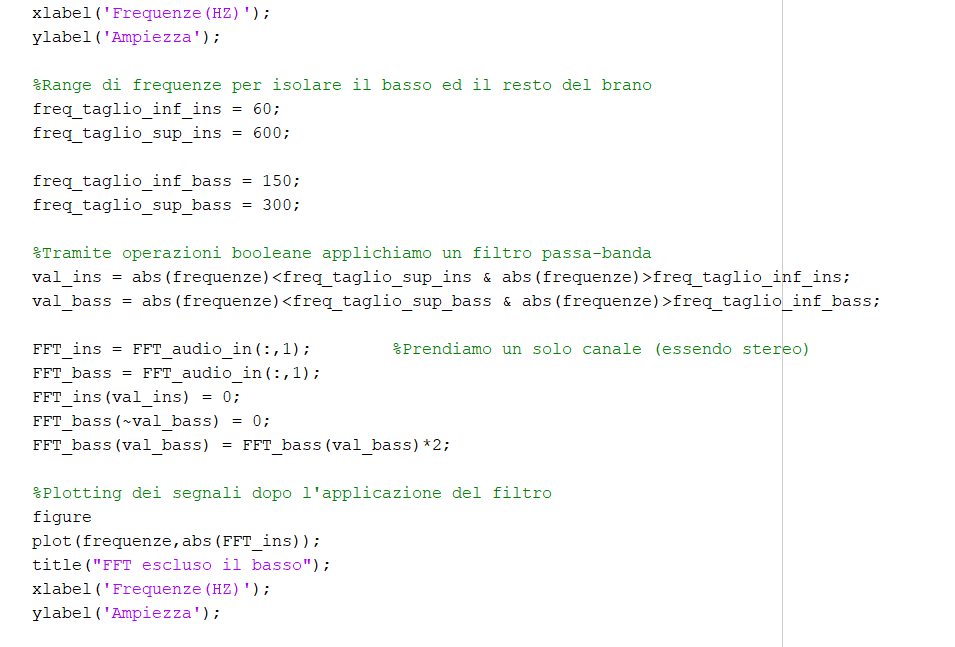 xlabel('Frequenze(HZ)');
ylabel('Ampiezza');
%Range di frequenze per isolare il basso ed il resto del brano
freq_taglio_inf_ins = 60;
freq_taglio_sup_ins = 600;
freq_taglio_inf_bass = 150;
freq_taglio_sup_bass = 300;
%Tramite operazioni booleane applichiamo un filtro passa-banda
val_ins = abs(frequenze)<freq_taglio_sup_ins & abs(frequenze)>freq_taglio_inf_ins;
val_bass = abs(frequenze)<freq_taglio_sup_bass & abs(frequenze)>freq_taglio_inf_bass;
FFT_ins = FFT_audio_in(:,1);        %Prendiamo un solo canale (essendo stereo)
FFT_bass = FFT_audio_in(:,1);
FFT_ins(val_ins) = 0;
FFT_bass(~val_bass) = 0;
FFT_bass(val_bass) = FFT_bass(val_bass)*2;
%Plotting dei segnali dopo l'applicazione del filtro
figure
plot(frequenze,abs(FFT_ins));
title("FFT escluso il basso");
xlabel('Frequenze(HZ)');
ylabel('Ampiezza');